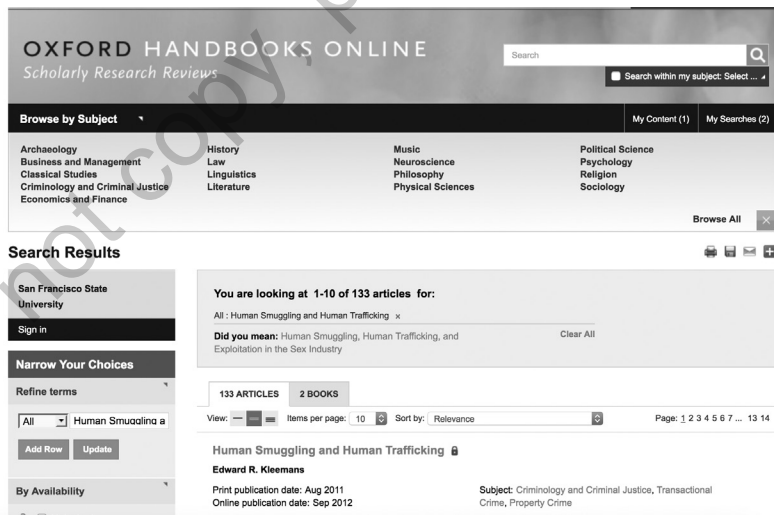 OXFORD HANDBOOKS ONLINE
Scholarly Research Reviews
Search
Search within my subject: Select ...
Browse by Subject
My Content (1) My Searches (2)
Archaeology
Business and Management
Classical Studies
Criminology and Criminal Justice
Economics and Finance
History
Law
Linguistics
Literature
Music
Neuroscience
Philosophy
Physical Sciences
Political Science
Psychology
Religion
Sociology
Browse All
Search Results
San Francisco State
University
Sign in
You are looking at 1-10 of 133 articles for:
All : Human Smuggling and Human Trafficking ×
Did you mean: Human Smuggling, Human Trafficking, and
Exploitation in the Sex Industry
Clear All
Narrow Your Choices
Refine terms
All Human Smuggling a
Add Row Update
By Availability
133 ARTICLES 2 BOOKS
View: Items per page: 10 Sort by: Relevance Page: 1 2 3 4 5 6 7 ... 13 14
Human Smuggling and Human Trafficking
Edward R. Kleemans
Print publication date: Aug 2011
Online publication date: Sep 2012
Subject: Criminology and Criminal Justice, Transactional
Crime, Property Crime
not copy, p